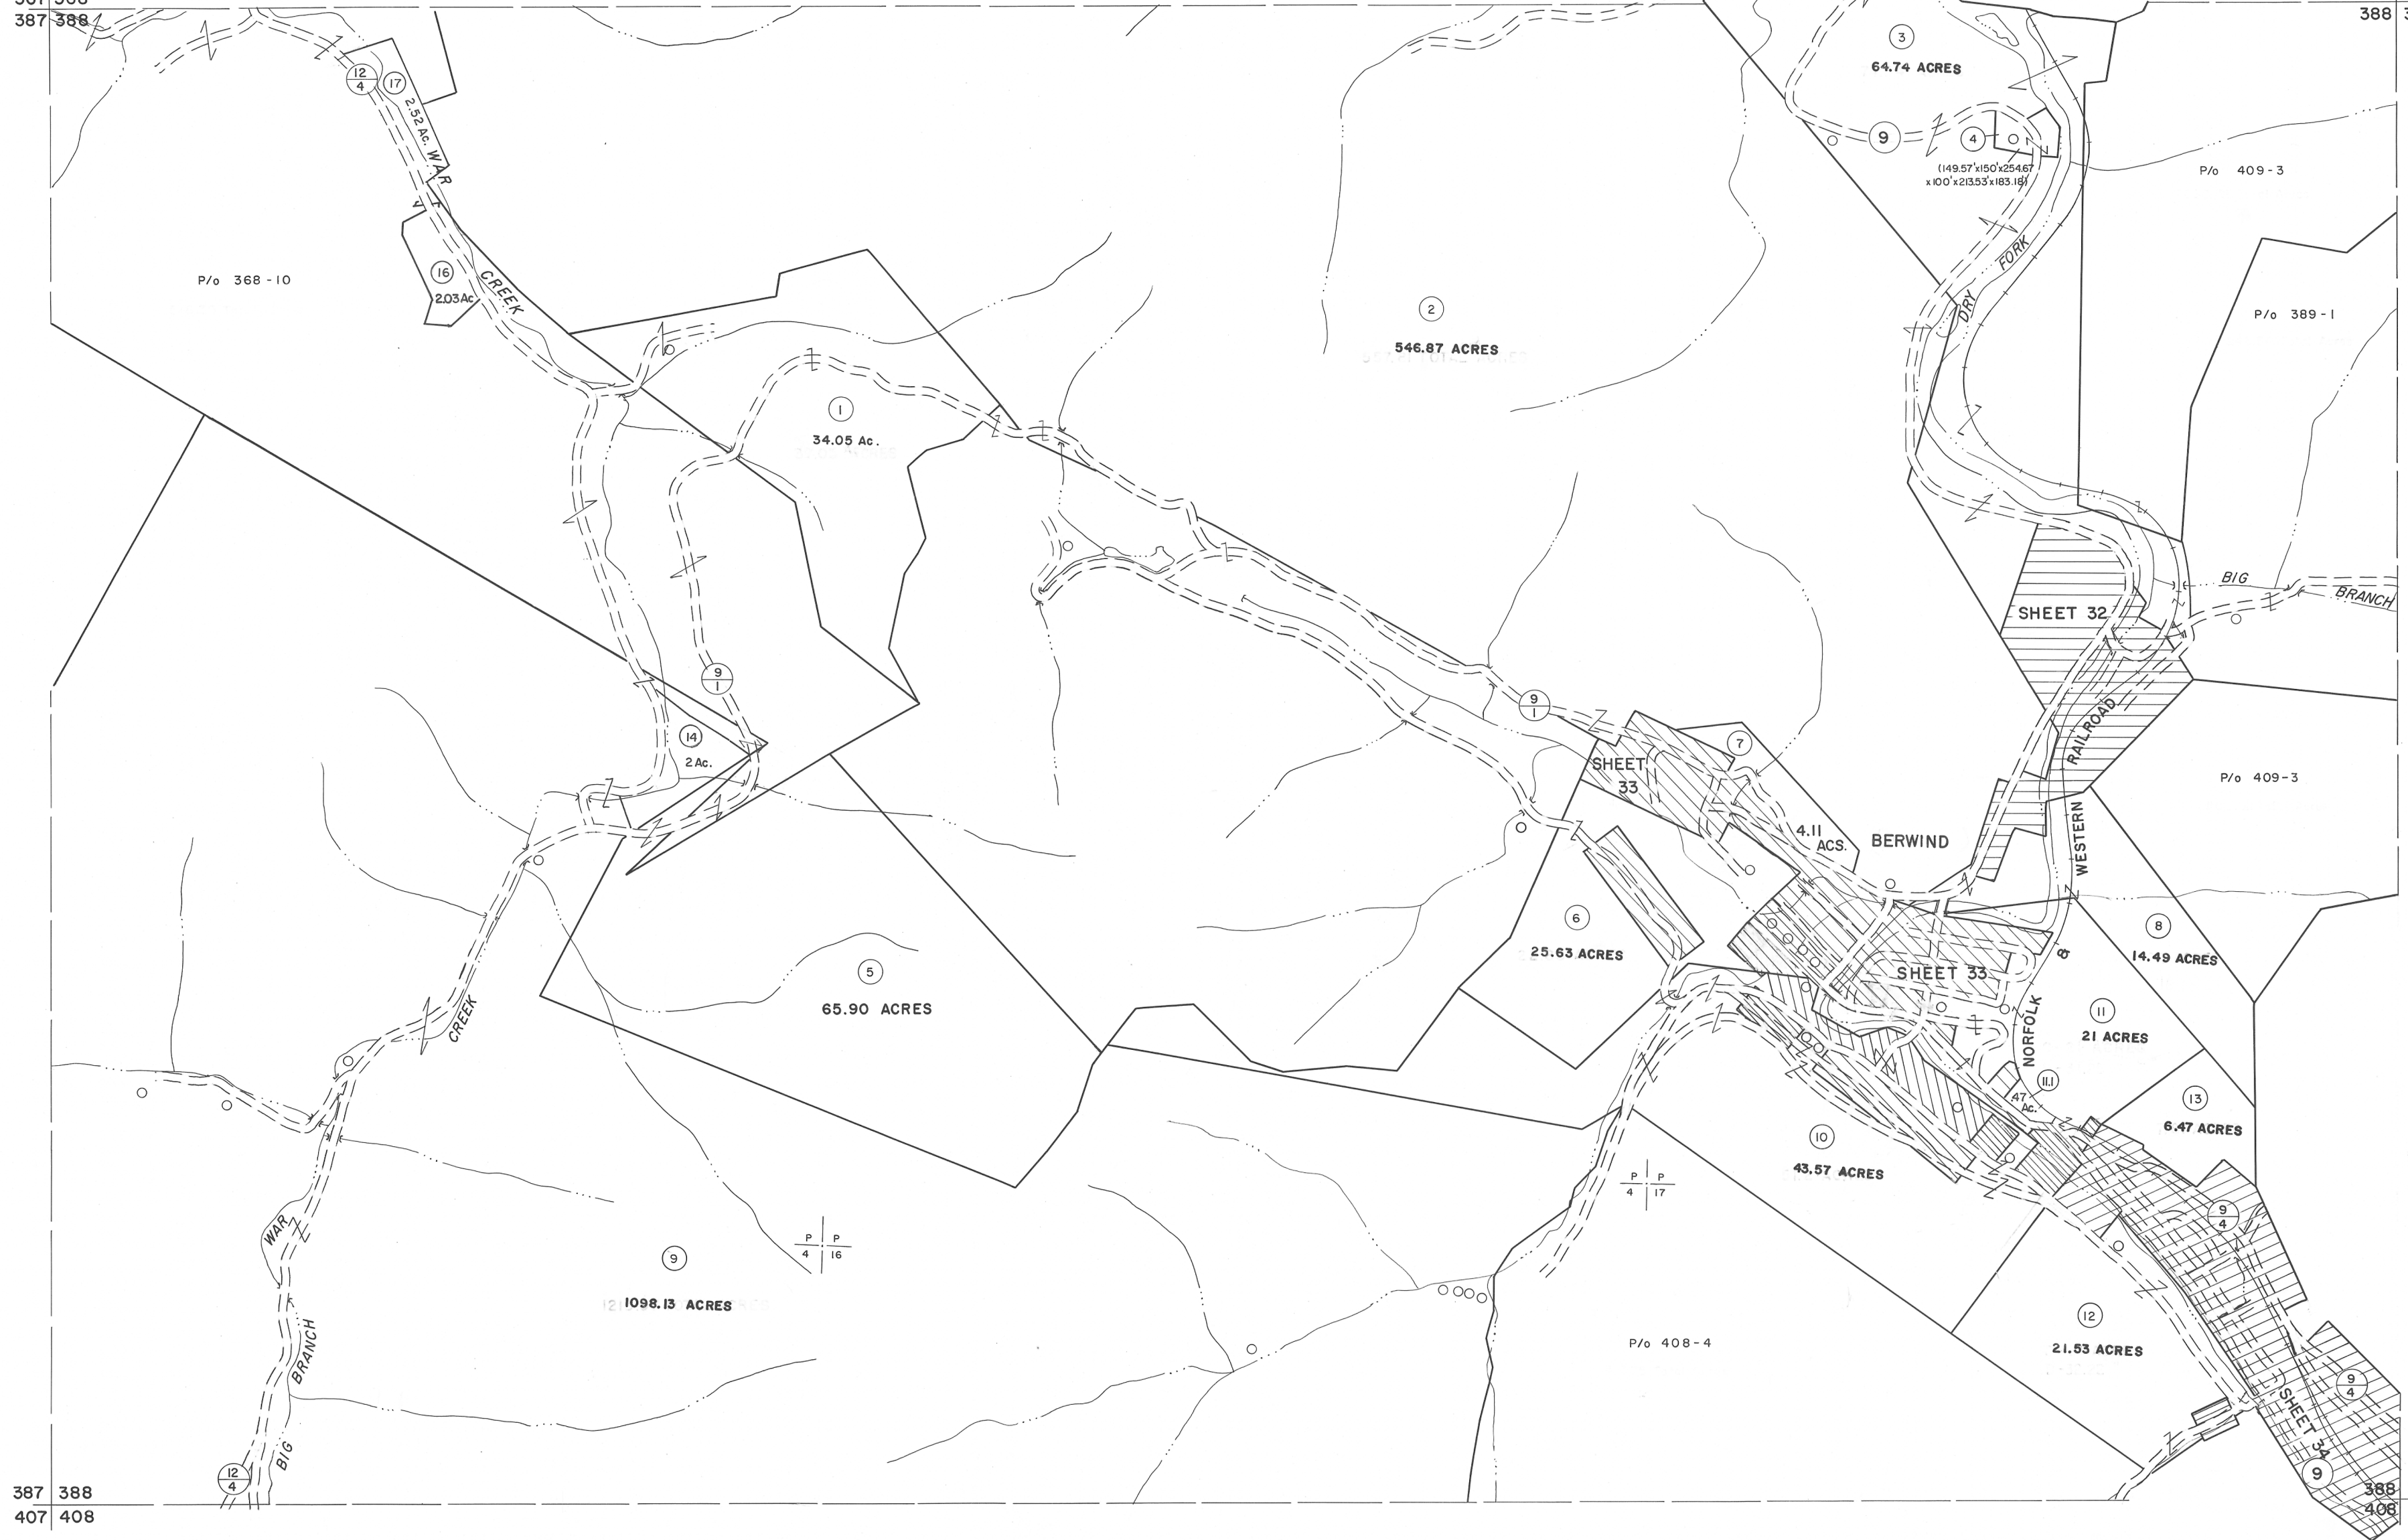 387 388
388
12
4
17
2.52 Ac.
WAR
3
64.74 ACRES
9
4
(149.57'x150'x254.67
x100'x213.53'x183.18')
P/o 409-3
P/o 368-10
16
2.03 Ac
CREEK
DRY FORK
2
546.87 ACRES
P/o 389-1
1
34.05 Ac.
BIG
BRANCH
SHEET 32
9
1
9
1
14
2 Ac.
7
SHEET
33
RAILROAD
P/o 409-3
4.11
ACS.
BERWIND
WESTERN
6
25.63 ACRES
8
14.49 ACRES
&
5
65.90 ACRES
SHEET 33
CREEK
NORFOLK
11
21 ACRES
11.1
.47
Ac.
13
6.47 ACRES
10
43.57 ACRES
P P
4 17
WAR
P P
4 16
9
4
9
1098.13 ACRES
12
21.53 ACRES
P/o 408-4
BRANCH
9
4
SHEET 34
BIG
12
4
9
387 388
407 408
388
408